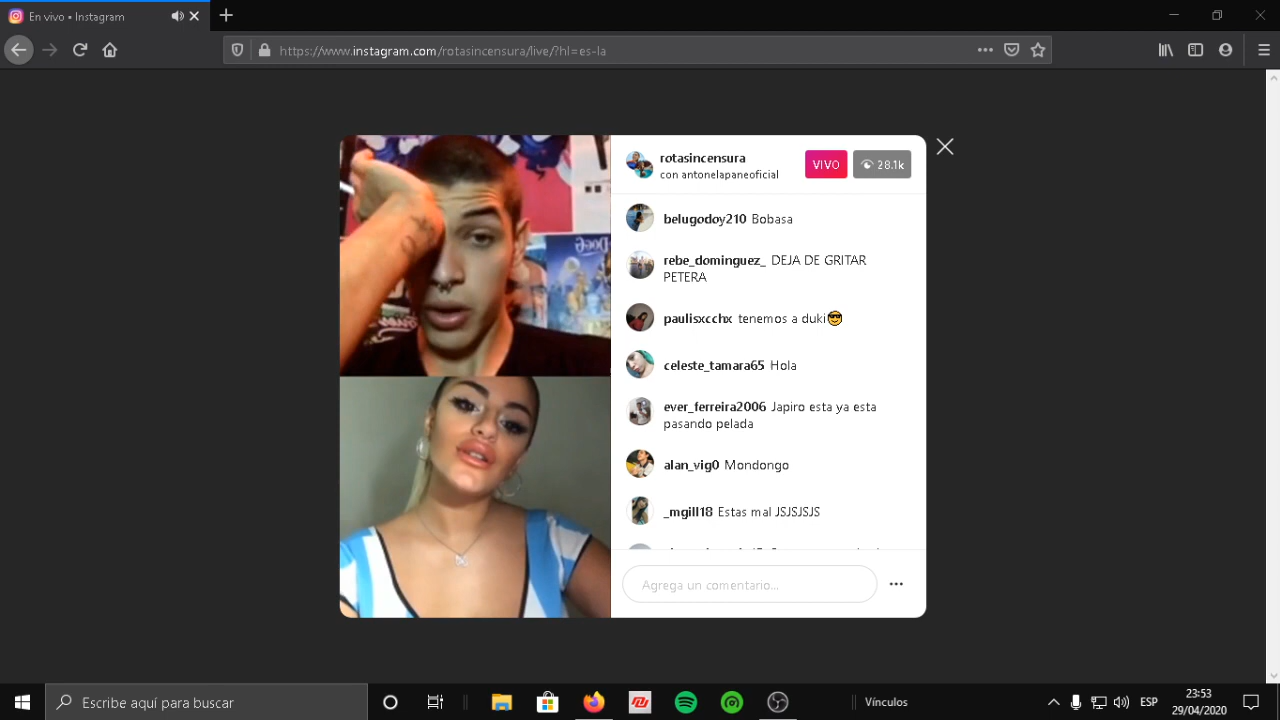 En vivo • Instagram
https://www.instagram.com/rotasincensura/live/?hl=es-la
rotasincensura
con antonelapaneoficial
VIVO
28.1k
belugodoy210 Bobasa
rebe_dominguez_ DEJA DE GRITAR
PETERA
paulisxcchx tenemos a duki😎
celeste_tamara65 Hola
ever_ferreira2006 Japiro esta ya esta
pasando pelada
alan_vig0 Mondongo
_mgill18 Estas mal JSJSJSJS
Agrega un comentario...
Escribe aquí para buscar
Vínculos
ESP
23:53
29/04/2020